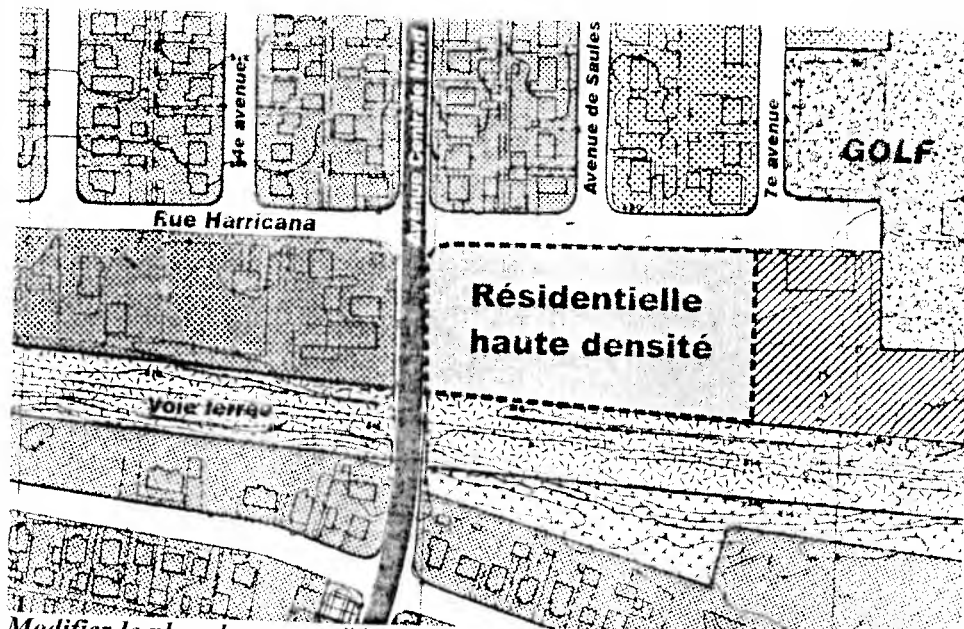 Avenue Centrale Nord
Avenue de Saules
7e avenue
GOLF
Rue Harricana
Résidentielle
haute densité
Voie ferrée